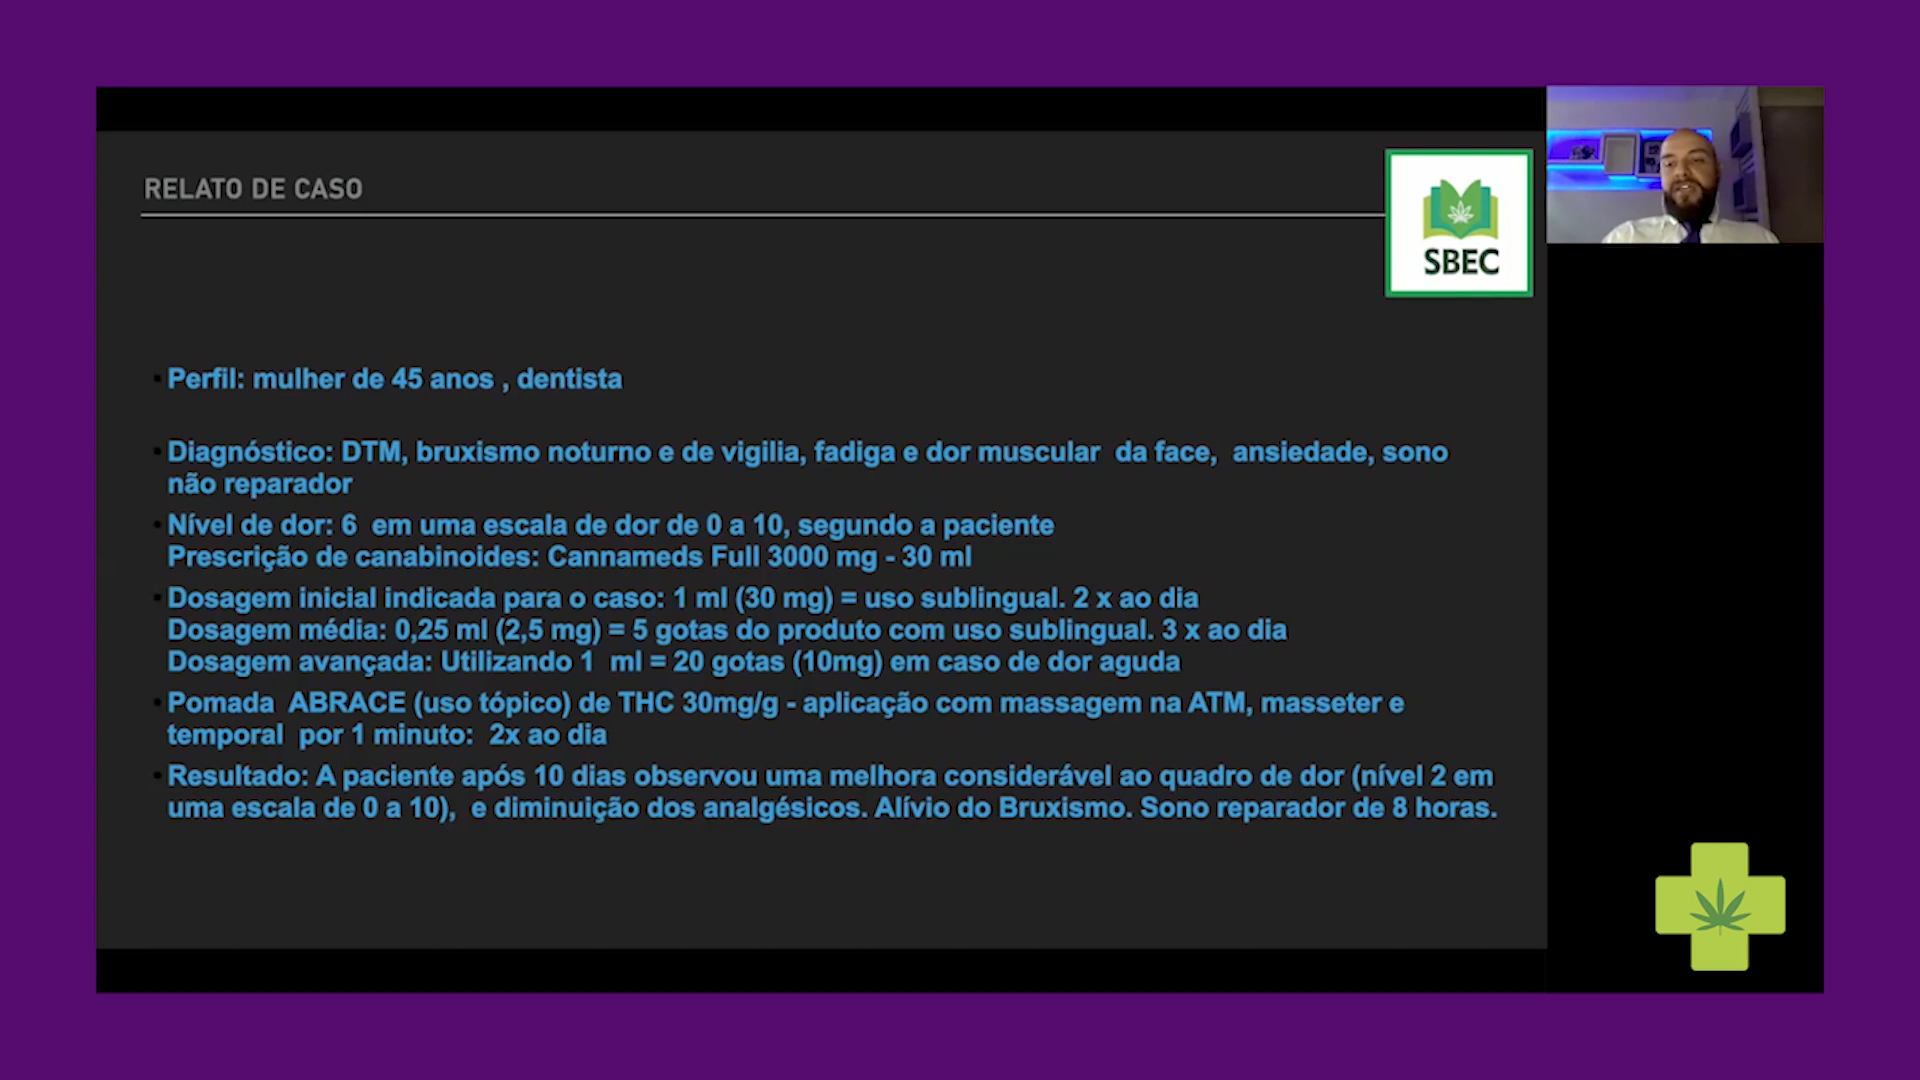 RELATO DE CASO
SBEC
Perfil: mulher de 45 anos , dentista
Diagnóstico: DTM, bruxismo noturno e de vigilia, fadiga e dor muscular da face, ansiedade, sono
não reparador
Nível de dor: 6 em uma escala de dor de 0 a 10, segundo a paciente
Prescrição de canabinoides: Cannameds Full 3000 mg - 30 ml
Dosagem inicial indicada para o caso: 1 ml (30 mg) = uso sublingual. 2 x ao dia
Dosagem média: 0,25 ml (2,5 mg) = 5 gotas do produto com uso sublingual. 3 x ao dia
Dosagem avançada: Utilizando 1 ml = 20 gotas (10mg) em caso de dor aguda
Pomada ABRACE (uso tópico) de THC 30mg/g - aplicação com massagem na ATM, masseter e
temporal por 1 minuto: 2x ao dia
Resultado: A paciente após 10 dias observou uma melhora considerável ao quadro de dor (nível 2 em
uma escala de 0 a 10), e diminuição dos analgésicos. Alívio do Bruxismo. Sono reparador de 8 horas.